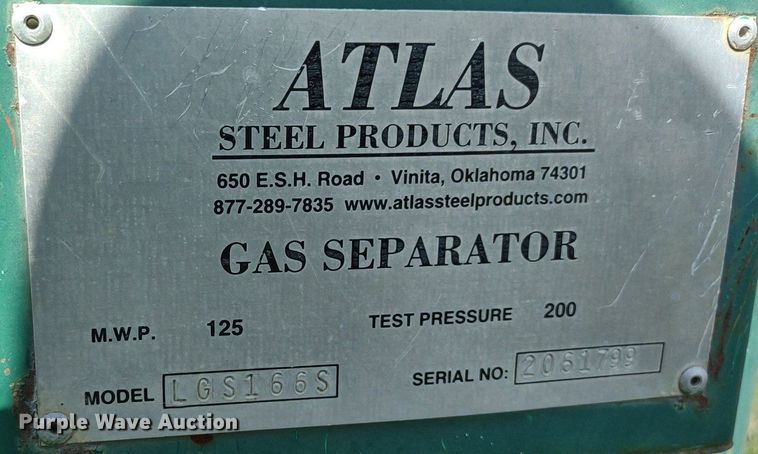 ATLAS
STEEL PRODUCTS, INC.
650 E.S.H. Road · Vinita, Oklahoma 74301
877-289-7835 www.atlassteelproducts.com
GAS SEPARATOR
M.W.P. 125 TEST PRESSURE 200
MODEL LGS166S SERIAL NO: 2061799
Purple Wave Auction